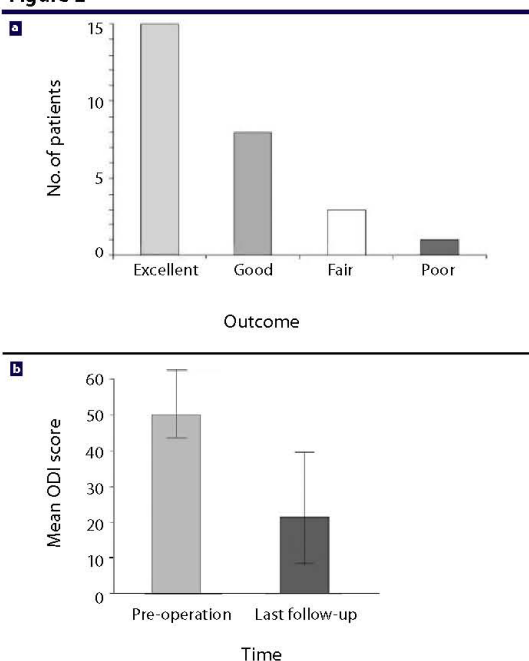 Figure 2
a
15
10
5
0
No. of patients
Excellent Good Fair Poor
Outcome
b
60
50
40
30
20
10
0
Mean ODI score
Pre-operation Last follow-up
Time